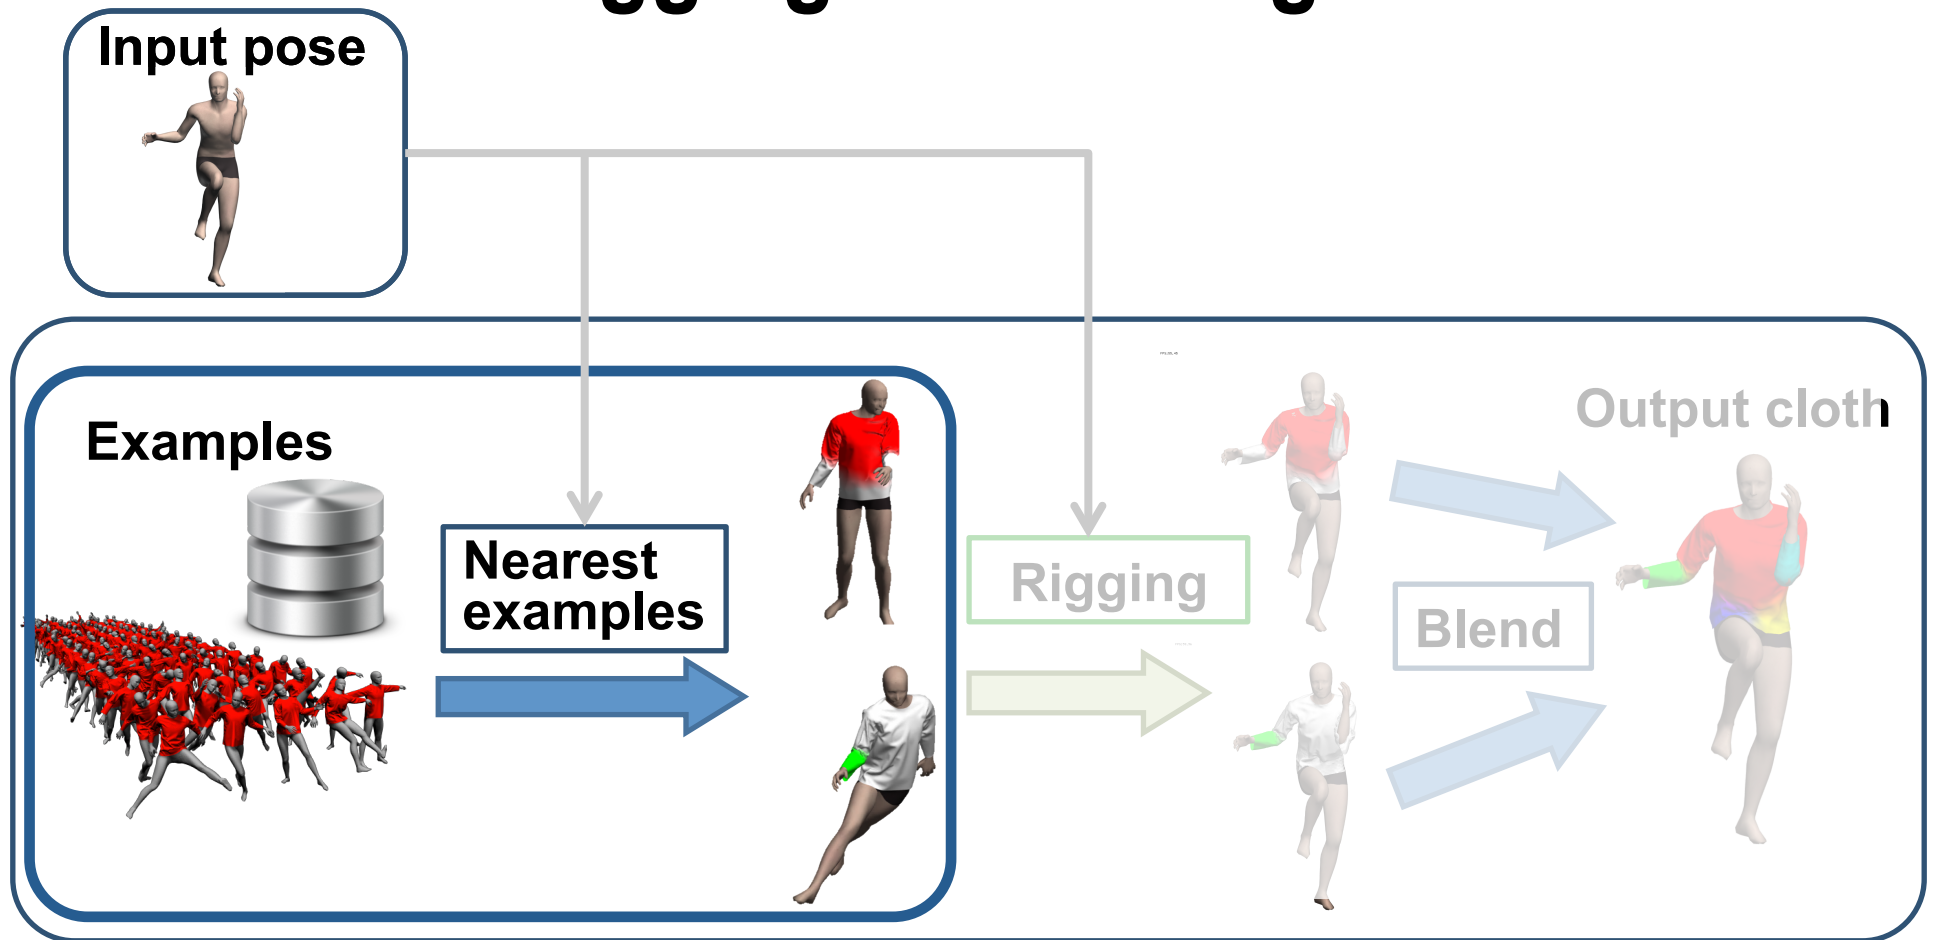 Input pose
Examples
Output cloth
Nearest
examples
Rigging
Blend